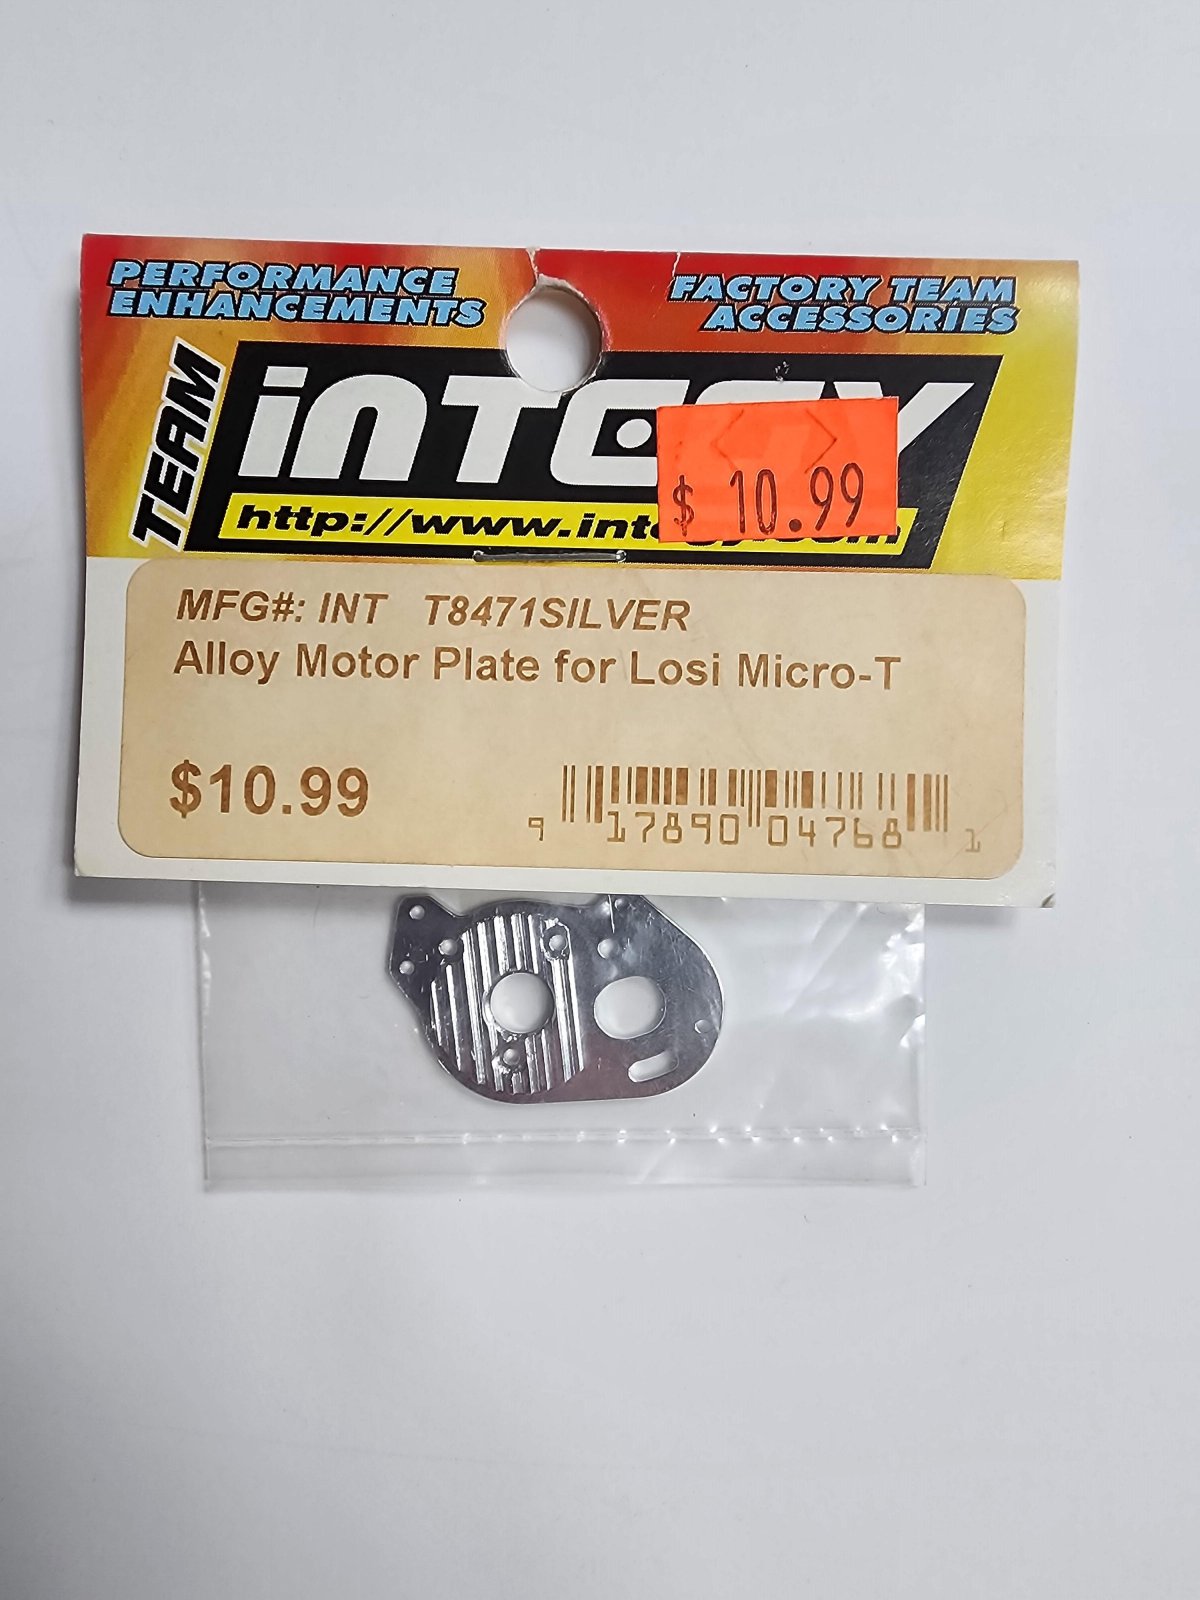 PERFORMANCE
ENHANCEMENTS
FACTORY TEAM
ACCESSORIES
TEAM
$ 10.99
MFG#: INT T8471SILVER
Alloy Motor Plate for Losi Micro-T
$10.99
9 17890 04768 1